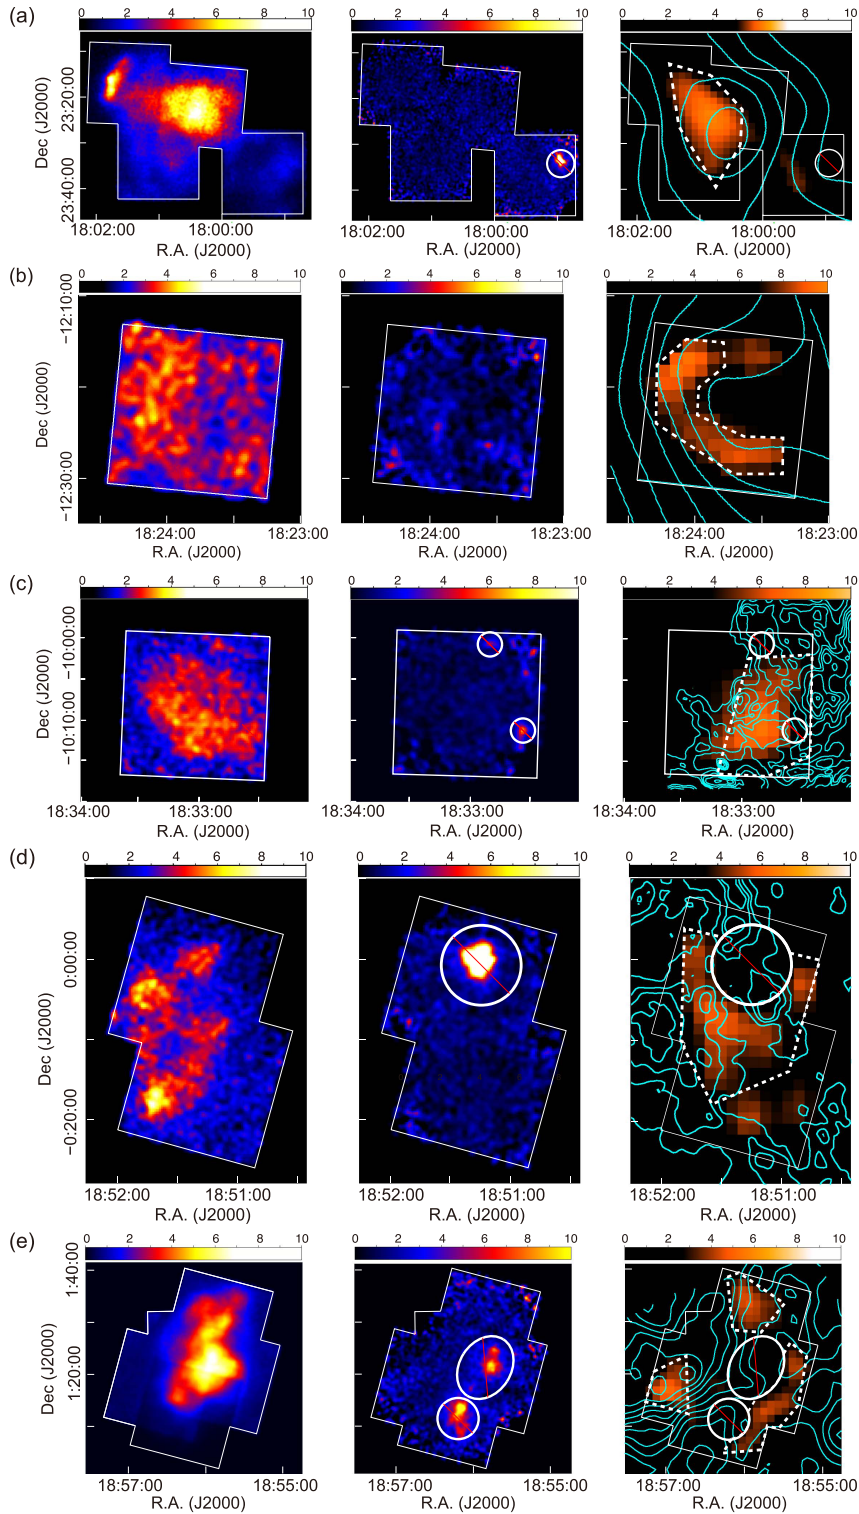 (a)
0 2 4 6 8 10
0 2 4 6 8 10
0 2 4 6 8 10
Dec (J2000)
23:20:00
23:40:00
18:02:00 18:00:00
18:02:00 18:00:00
18:02:00 18:00:00
R.A. (J2000)
R.A. (J2000)
R.A. (J2000)
(b)
0 2 4 6 8 10
0 2 4 6 8 10
0 2 4 6 8 10
Dec (J2000)
−12:10:00
−12:30:00
18:24:00 18:23:00
18:24:00 18:23:00
18:24:00 18:23:00
R.A. (J2000)
R.A. (J2000)
R.A. (J2000)
(c)
0 2 4 6 8 10
0 2 4 6 8 10
0 2 4 6 8 10
Dec (J2000)
−10:00:00
−10:10:00
18:34:00 18:33:00
18:34:00 18:33:00
18:34:00 18:33:00
R.A. (J2000)
R.A. (J2000)
R.A. (J2000)
(d)
0 2 4 6 8 10
0 2 4 6 8 10
0 2 4 6 8 10
Dec (J2000)
0:00:00
−0:20:00
18:52:00 18:51:00
18:52:00 18:51:00
18:52:00 18:51:00
R.A. (J2000)
R.A. (J2000)
R.A. (J2000)
(e)
0 2 4 6 8 10
0 2 4 6 8 10
0 2 4 6 8 10
Dec (J2000)
1:40:00
1:20:00
18:57:00 18:55:00
18:57:00 18:55:00
18:57:00 18:55:00
R.A. (J2000)
R.A. (J2000)
R.A. (J2000)